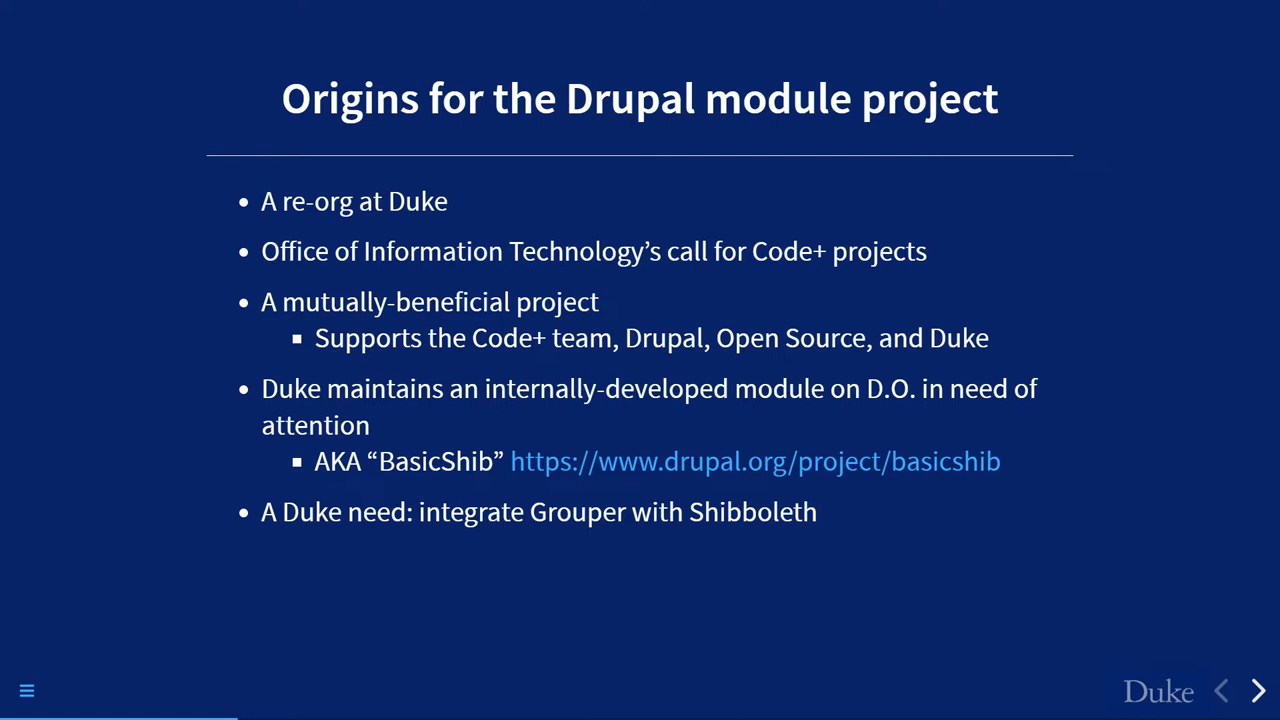 Origins for the Drupal module project
• A re-org at Duke
• Office of Information Technology’s call for Code+ projects
• A mutually-beneficial project
▪ Supports the Code+ team, Drupal, Open Source, and Duke
• Duke maintains an internally-developed module on D.O. in need of
attention
▪ AKA “BasicShib” https://www.drupal.org/project/basicshib
• A Duke need: integrate Grouper with Shibboleth
Duke